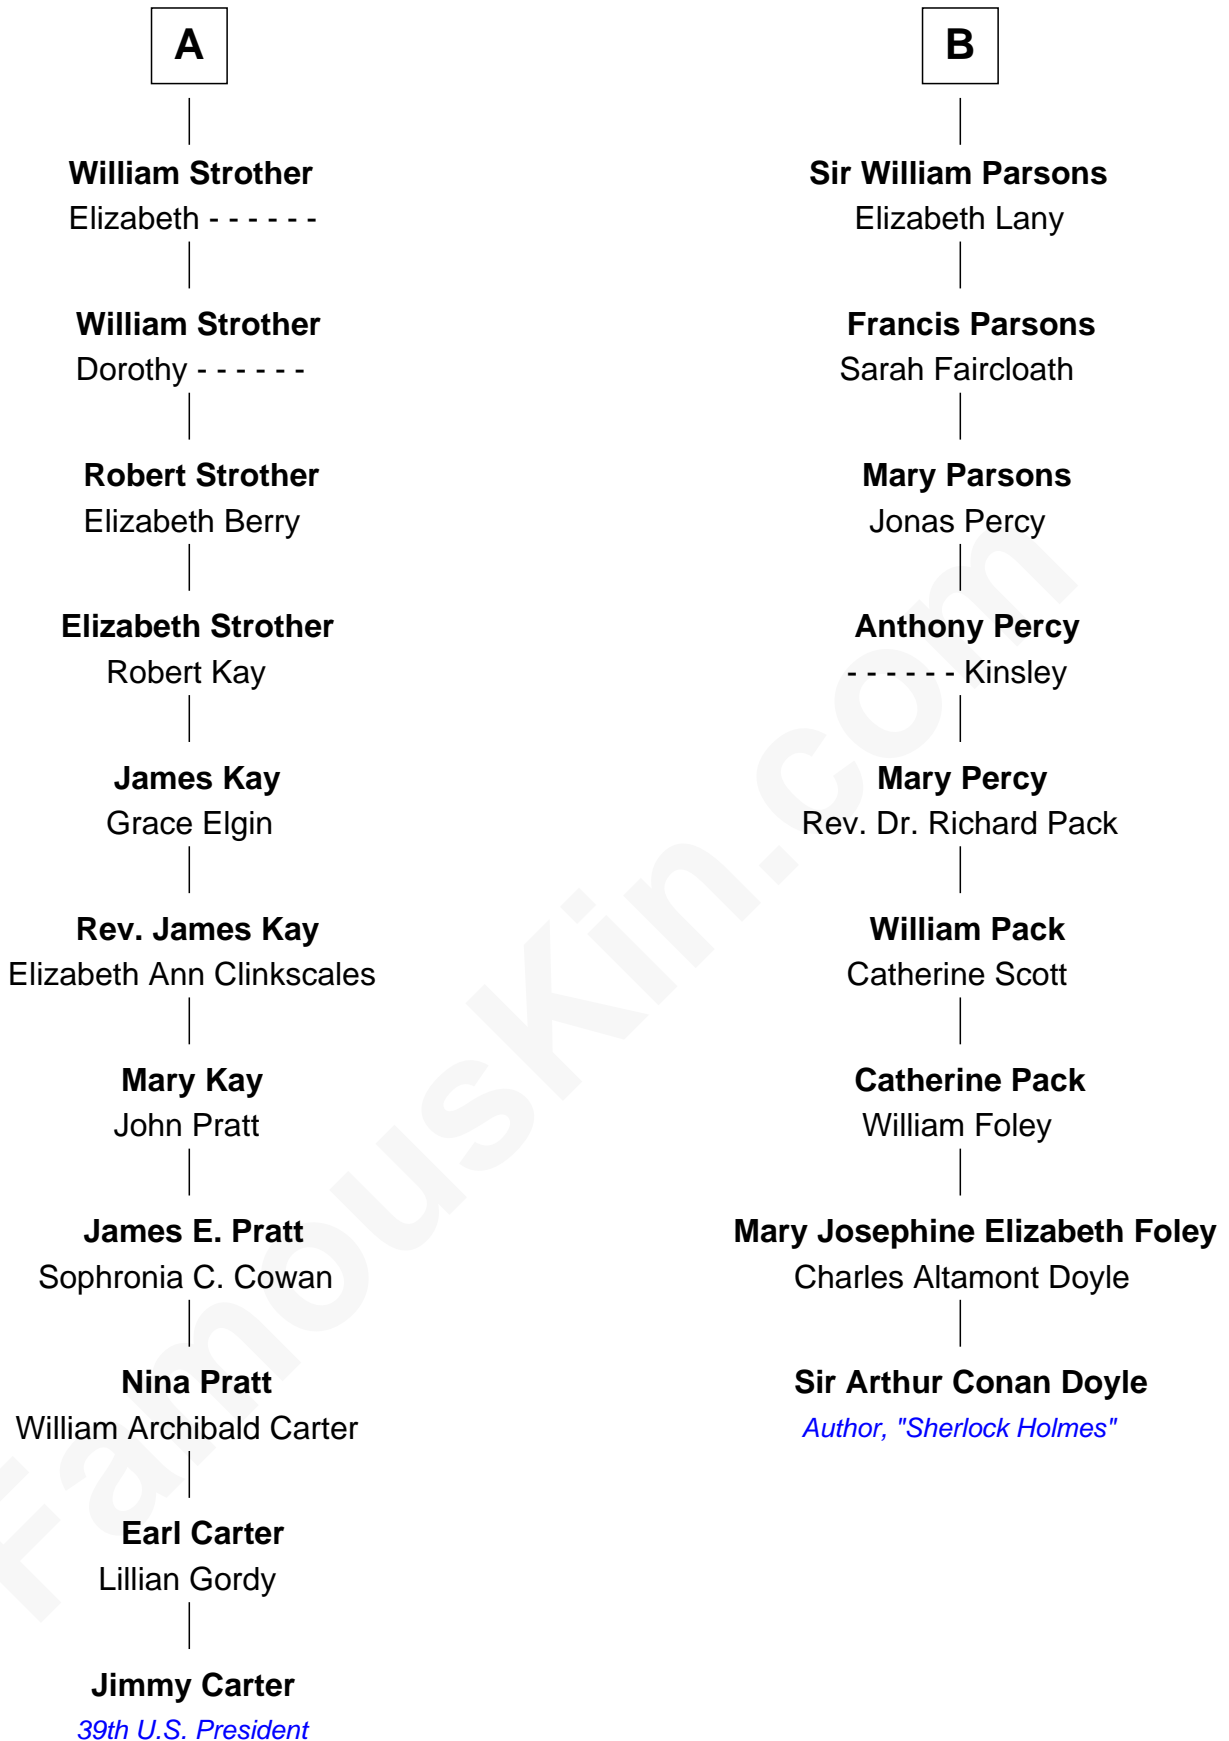 A
William Strother
Elizabeth - - - - - -
William Strother
Dorothy - - - - - -
Robert Strother
Elizabeth Berry
Elizabeth Strother
Robert Kay
James Kay
Grace Elgin
Rev. James Kay
Elizabeth Ann Clinkscales
Mary Kay
John Pratt
James E. Pratt
Sophronia C. Cowan
Nina Pratt
William Archibald Carter
Earl Carter
Lillian Gordy
Jimmy Carter
39th U.S. President
B
Sir William Parsons
Elizabeth Lany
Francis Parsons
Sarah Faircloath
Mary Parsons
Jonas Percy
Anthony Percy
- - - - - - Kinsley
Mary Percy
Rev. Dr. Richard Pack
William Pack
Catherine Scott
Catherine Pack
William Foley
Mary Josephine Elizabeth Foley
Charles Altamont Doyle
Sir Arthur Conan Doyle
Author, "Sherlock Holmes"
FamousKin.com